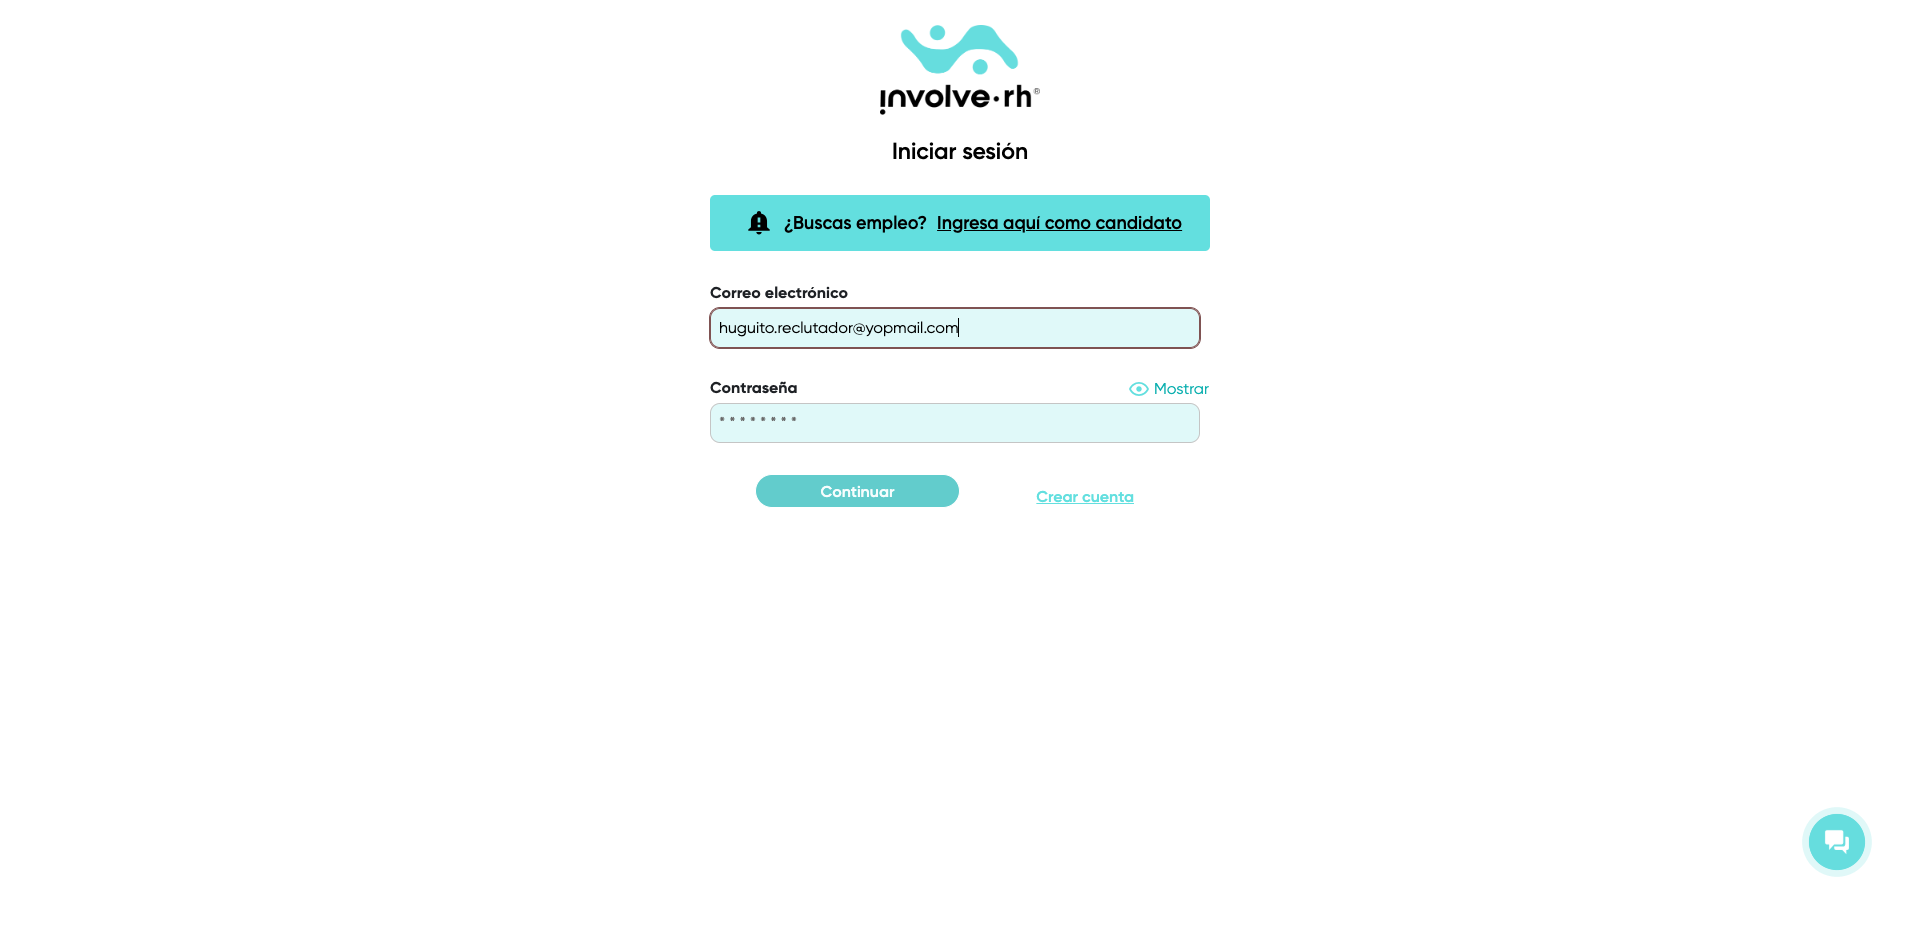 involve·rh®
Iniciar sesión
¿Buscas empleo? Ingresa aquí como candidato
Correo electrónico
huguito.reclutador@yopmail.com
Contraseña
Mostrar
********
Continuar
Crear cuenta